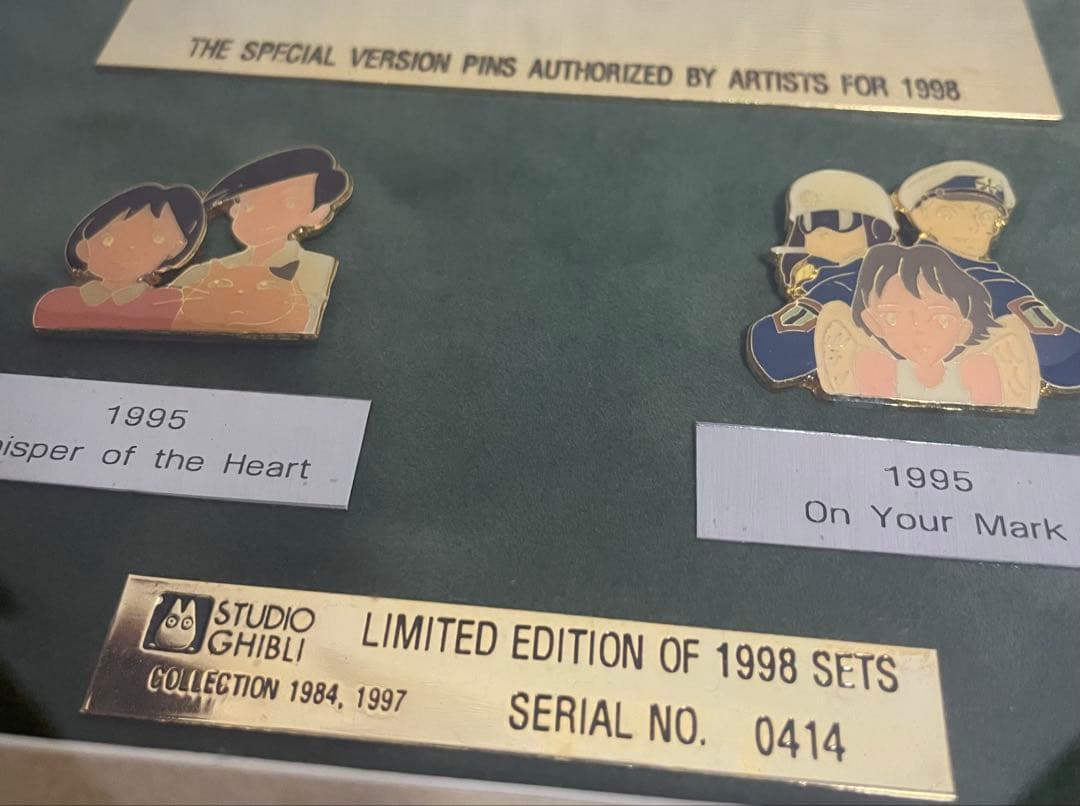 THE SPECIAL VERSION PINS AUTHORIZED BY ARTISTS FOR 1998
1995
isper of the Heart
1995
On Your Mark
STUDIO
GHIBLI
COLLECTION 1984, 1997
LIMITED EDITION OF 1998 SETS
SERIAL NO. 0414